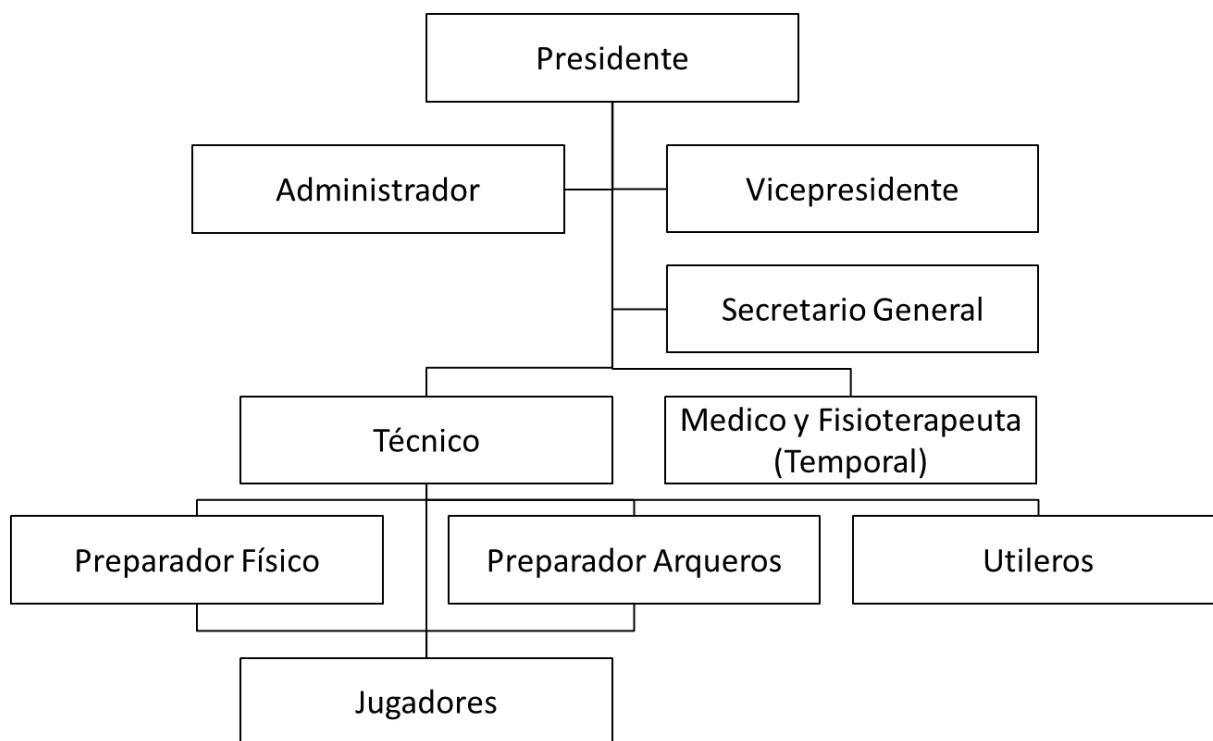 Presidente
Administrador
Vicepresidente
Secretario General
Técnico
Medico y Fisioterapeuta
(Temporal)
Preparador Físico
Preparador Arqueros
Utileros
Jugadores